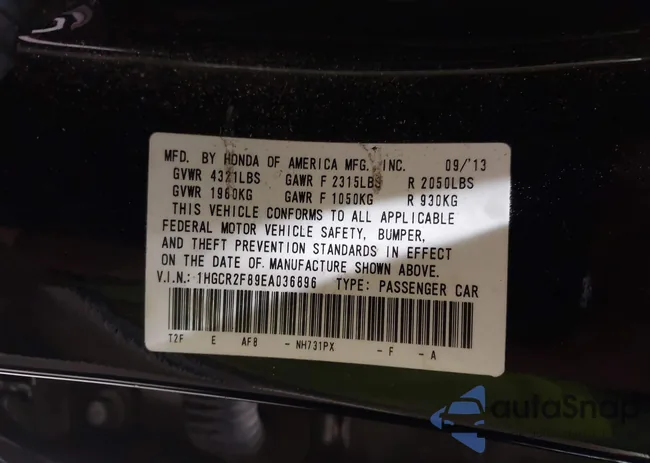 MFD. BY HONDA OF AMERICA MFG. INC. 09/'13
GVWR 4321LBS GAWR F 2315LBS R 2050LBS
GVWR 1960KG GAWR F 1050KG R 930KG
THIS VEHICLE CONFORMS TO ALL APPLICABLE
FEDERAL MOTOR VEHICLE SAFETY, BUMPER,
AND THEFT PREVENTION STANDARDS IN EFFECT
ON THE DATE OF MANUFACTURE SHOWN ABOVE.
V.I.N.: 1HGCR2F89EA036896 TYPE: PASSENGER CAR
T2F E AF8 - NH731PX - F - A
autoSnap